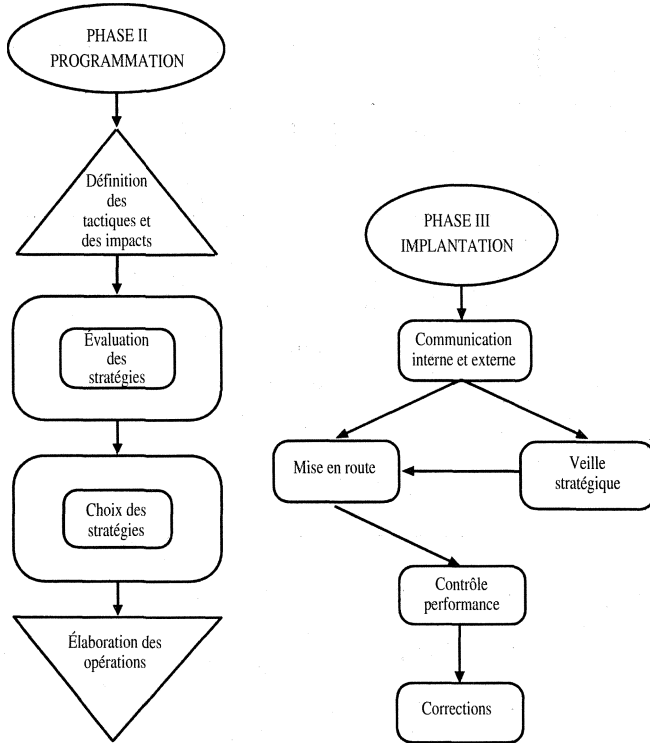 PHASE II
PROGRAMMATION
Définition
des
tactiques et
des impacts
Évaluation
des
stratégies
Choix des
stratégies
Élaboration des
opérations
PHASE III
IMPLANTATION
Communication
interne et externe
Mise en route
Veille
stratégique
Contrôle
performance
Corrections